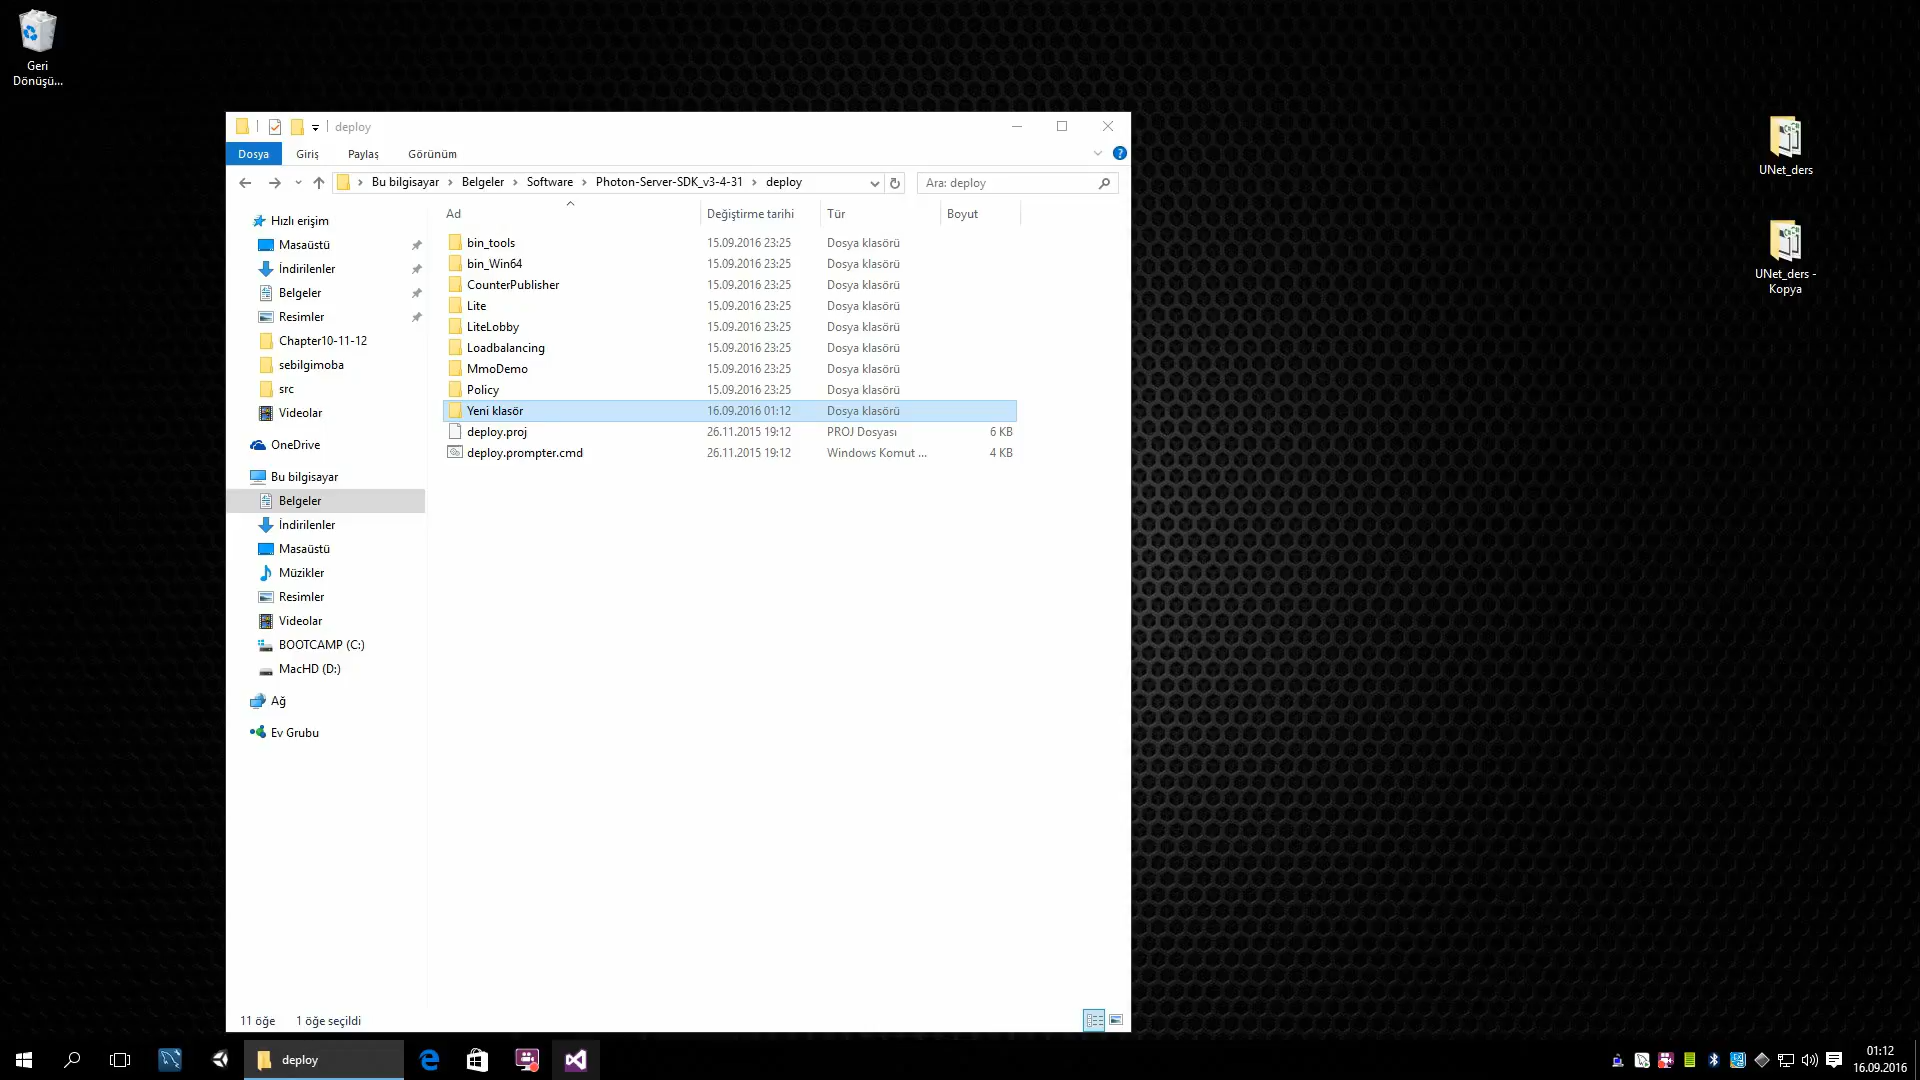 Geri
Dönüşü...
UNet_ders
UNet_ders -
Kopya
deploy
Dosya
Giriş
Paylaş
Görünüm
Bu bilgisayar
Belgeler
Software
Photon-Server-SDK_v3-4-31
deploy
Ara: deploy
Ad
Değiştirme tarihi
Tür
Boyut
Hızlı erişim
Masaüstü
İndirilenler
Belgeler
Resimler
Chapter10-11-12
sebilgimoba
src
Videolar
OneDrive
Bu bilgisayar
Belgeler
İndirilenler
Masaüstü
Müzikler
Resimler
Videolar
BOOTCAMP (C:)
MacHD (D:)
Ağ
Ev Grubu
bin_tools 15.09.2016 23:25 Dosya klasörü
bin_Win64 15.09.2016 23:25 Dosya klasörü
CounterPublisher 15.09.2016 23:25 Dosya klasörü
Lite 15.09.2016 23:25 Dosya klasörü
LiteLobby 15.09.2016 23:25 Dosya klasörü
Loadbalancing 15.09.2016 23:25 Dosya klasörü
MmoDemo 15.09.2016 23:25 Dosya klasörü
Policy 15.09.2016 23:25 Dosya klasörü
Yeni klasör 16.09.2016 01:12 Dosya klasörü
deploy.proj 26.11.2015 19:12 PROJ Dosyası 6 KB
deploy.prompter.cmd 26.11.2015 19:12 Windows Komut ... 4 KB
11 öğe
1 öğe seçildi
deploy
01:12
16.09.2016